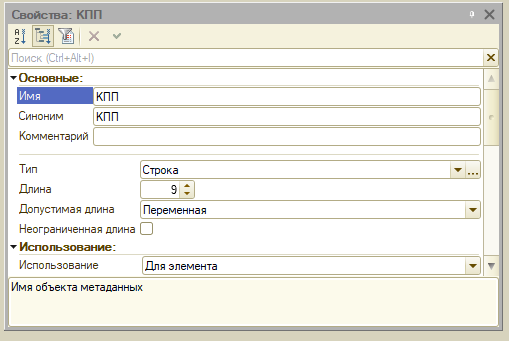 Свойства: КПП
Поиск (Ctrl+Alt+I)
Основные:
Имя КПП
Синоним КПП
Комментарий
Тип Строка ...
Длина 9
Допустимая длина Переменная
Неограниченная длина
Использование:
Использование Для элемента
Имя объекта метаданных